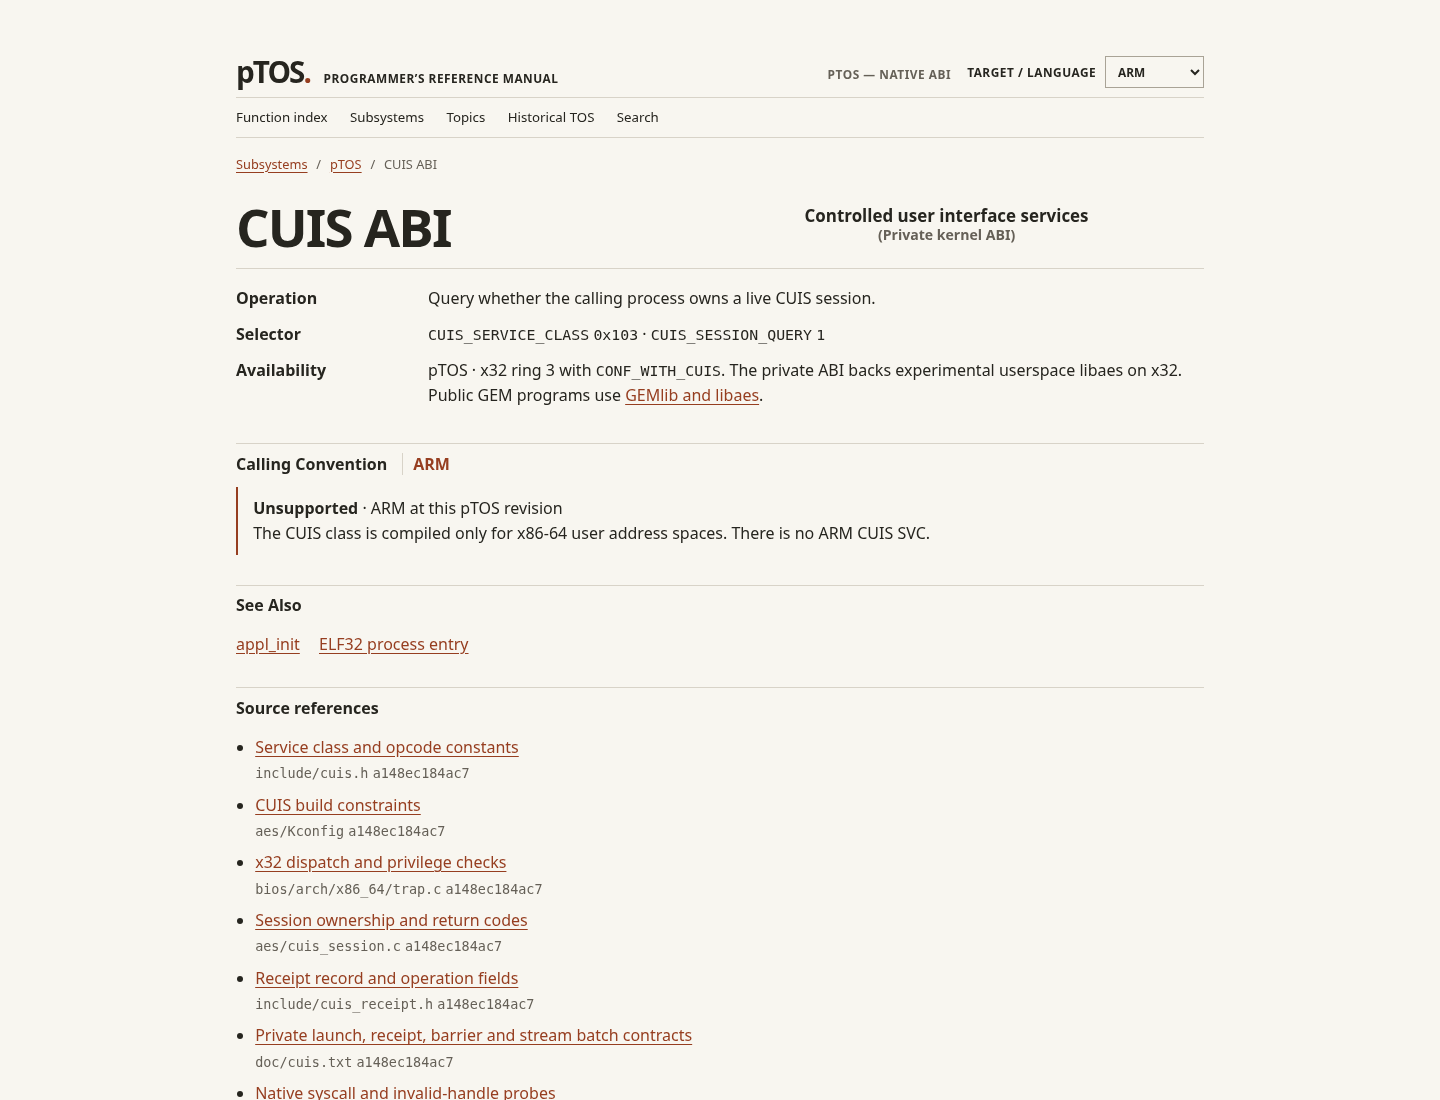 pTOS. PROGRAMMER’S REFERENCE MANUAL
PTOS — NATIVE ABI TARGET / LANGUAGE ARM
Function index Subsystems Topics Historical TOS Search
Subsystems / pTOS / CUIS ABI
CUIS ABI
Controlled user interface services
(Private kernel ABI)
Operation Query whether the calling process owns a live CUIS session.
Selector CUIS_SERVICE_CLASS 0x103 · CUIS_SESSION_QUERY 1
Availability pTOS · x32 ring 3 with CONF_WITH_CUIS. The private ABI backs experimental userspace libaes on x32.
Public GEM programs use GEMlib and libaes.
Calling Convention ARM
Unsupported · ARM at this pTOS revision
The CUIS class is compiled only for x86-64 user address spaces. There is no ARM CUIS SVC.
See Also
appl_init ELF32 process entry
Source references
Service class and opcode constants
include/cuis.h a148ec184ac7
CUIS build constraints
aes/Kconfig a148ec184ac7
x32 dispatch and privilege checks
bios/arch/x86_64/trap.c a148ec184ac7
Session ownership and return codes
aes/cuis_session.c a148ec184ac7
Receipt record and operation fields
include/cuis_receipt.h a148ec184ac7
Private launch, receipt, barrier and stream batch contracts
doc/cuis.txt a148ec184ac7
Native syscall and invalid-handle probes